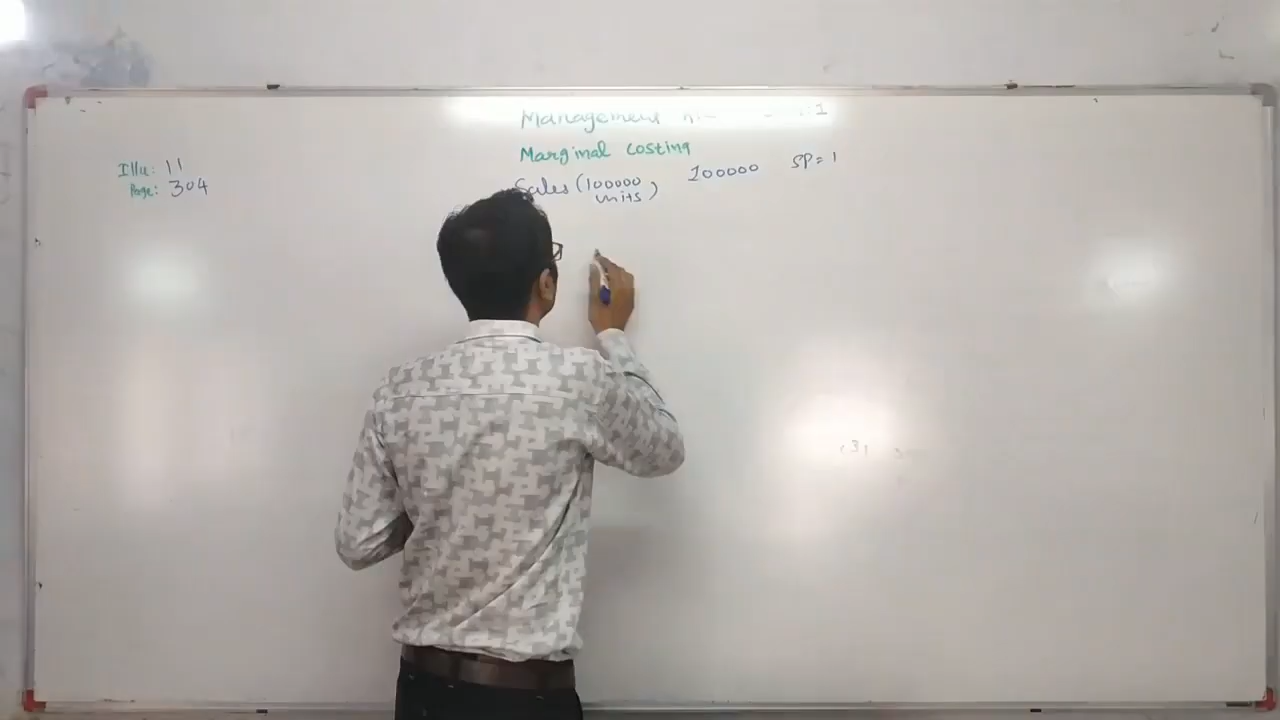 Management
Marginal costing
Illu: 11
Page: 304
Sales (100000 units) 100000 SP = 1